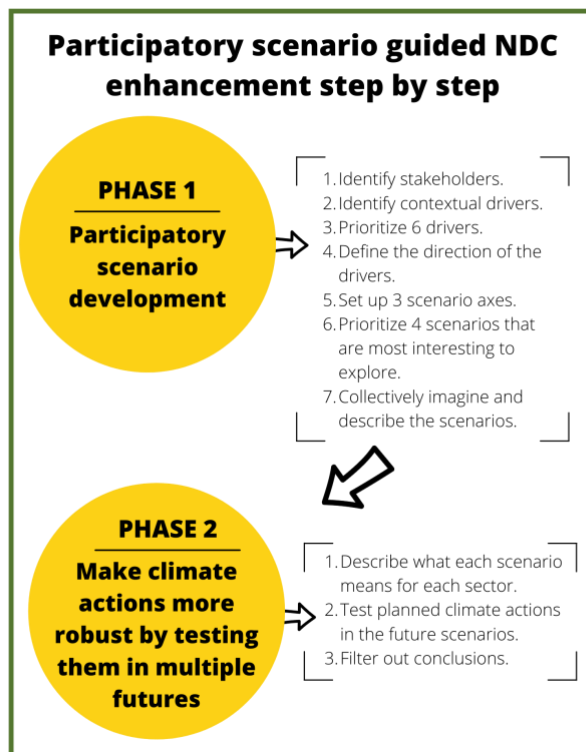 Participatory scenario guided NDC
enhancement step by step
PHASE 1
Participatory
scenario
development
1. Identify stakeholders.
2. Identify contextual drivers.
3. Prioritize 6 drivers.
4. Define the direction of the
drivers.
5. Set up 3 scenario axes.
6. Prioritize 4 scenarios that
are most interesting to
explore.
7. Collectively imagine and
describe the scenarios.
PHASE 2
Make climate
actions more
robust by testing
them in multiple
futures
1. Describe what each scenario
means for each sector.
2. Test planned climate actions
in the future scenarios.
3. Filter out conclusions.